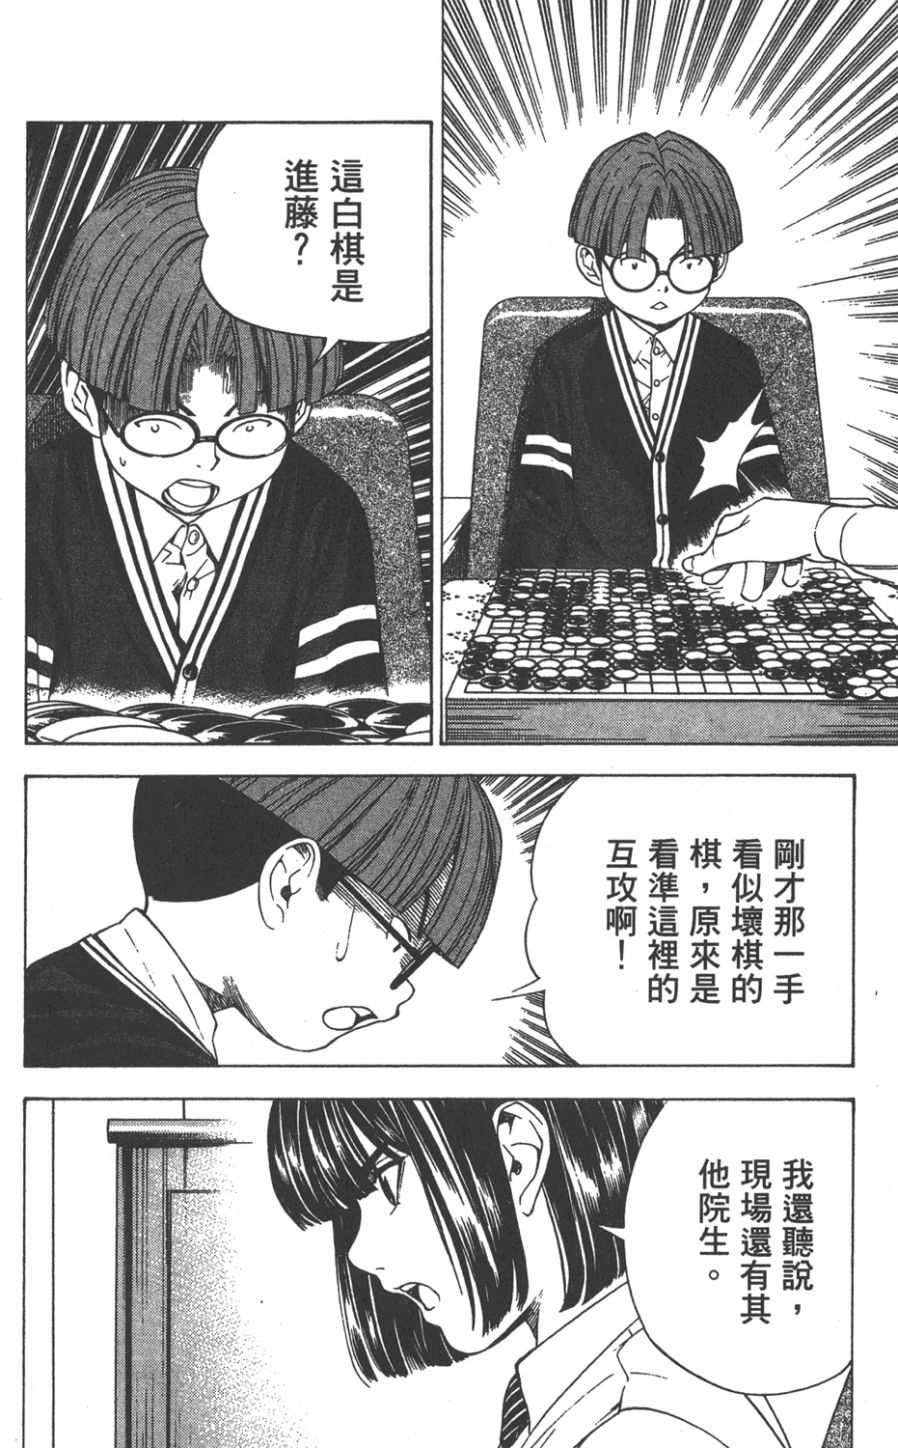 這白棋是
進藤？
剛才那一手
看似壞棋的
棋，原來是
看準這裡的
互攻啊！
我還聽說，
現場還有其
他院生。